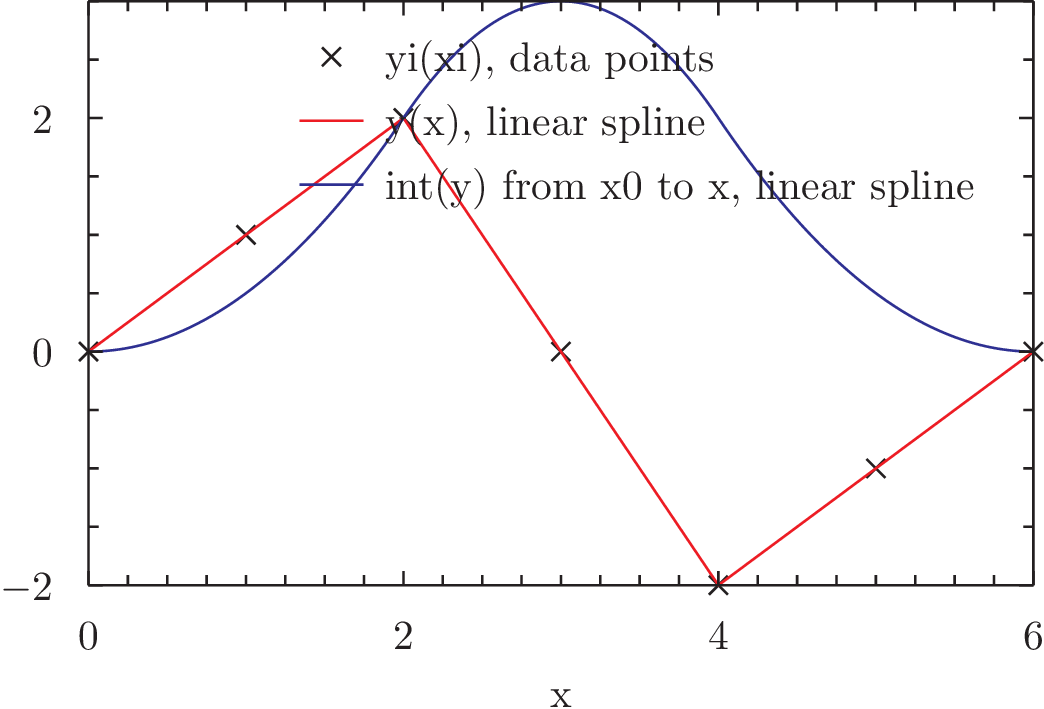 yi(xi), data points
2
y(x), linear spline
int(y) from x0 to x, linear spline
0
−2
0 2 4 6
x